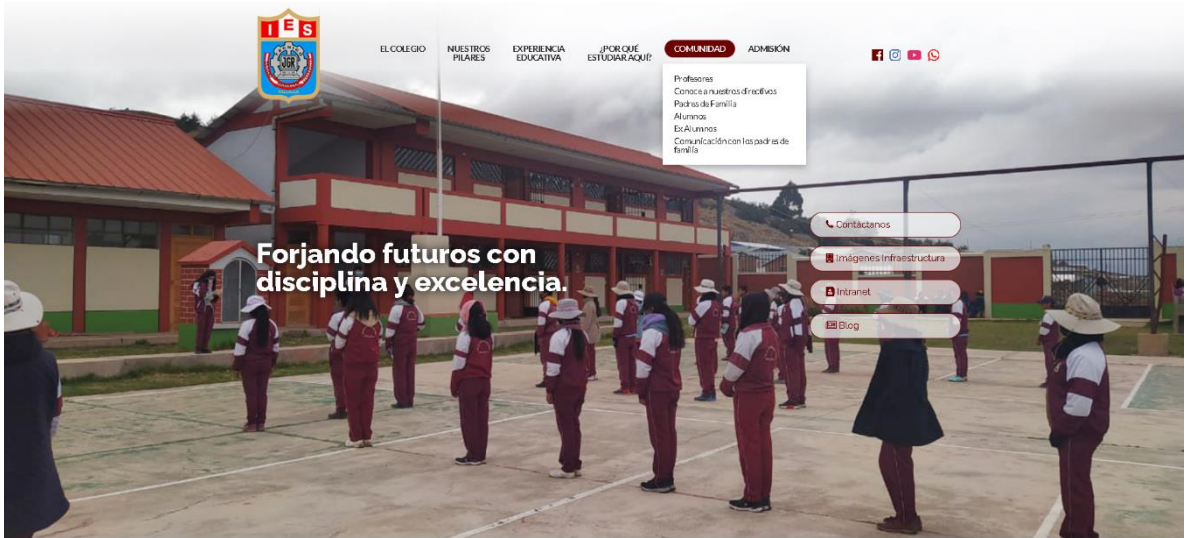 I E S
JGR
EL COLEGIO
NUESTROS
PILARES
EXPERIENCIA
EDUCATIVA
¿POR QUÉ
ESTUDIAR AQUÍ?
COMUNIDAD
ADMISIÓN
Profesores
Conoce a nuestros directivos
Padres de Familia
Alumnos
Ex Alumnos
Comunicación con los padres de
familia
Forjando futuros con
disciplina y excelencia.
Contáctanos
Imágenes Infraestructura
Intranet
Blog